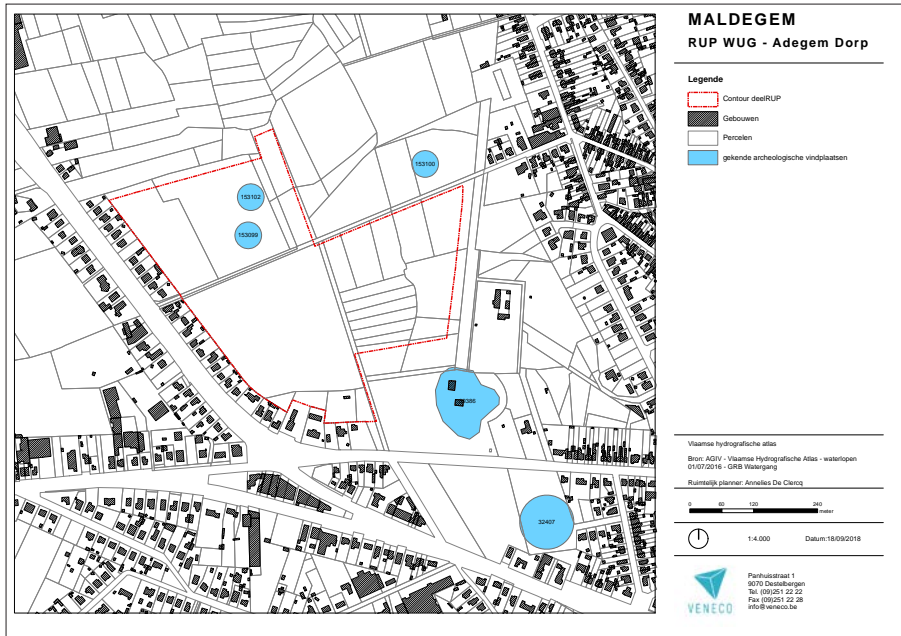 MALDEGEM
RUP WUG - Adegem Dorp
Legende
Contour deelRUP
Gebouwen
Percelen
gekende archeologische vindplaatsen
153100
153102
153099
32407
Vlaamse hydrografische atlas
Bron: AGIV - Vlaamse Hydrografische Atlas - waterlopen
01/07/2016 - GRB Watergang
Ruimtelijk planner: Annelies De Clercq
0 60 120 240
meter
1:4.000 Datum:18/09/2018
Panhuisstraat 1
9070 Destelbergen
Tel. (09)251 22 22
Fax (09)251 22 28
info@veneco.be
VENECO